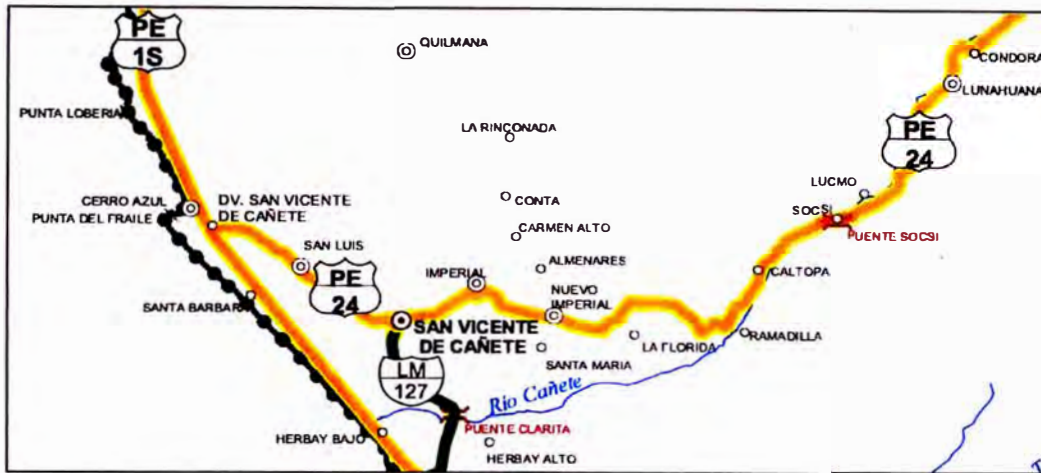 PE
1S
QUILMANA
CONDORA
LUNAHUANA
PUNTA LOBERIA
LA RINCONADA
PE
24
LUCMO
CERRO AZUL
DV. SAN VICENTE
DE CAÑETE
PUNTA DEL FRAILE
CONTA
SOCSI
PUENTE SOCSI
CARMEN ALTO
SAN LUIS
ALMENARES
IMPERIAL
CALTOPA
PE
24
NUEVO
IMPERIAL
SANTA BARBARA
SAN VICENTE
DE CAÑETE
LA FLORIDA
RAMADILLA
SANTA MARIA
LM
127
Río Cañete
PUENTE CLARITA
HERBAY BAJO
HERBAY ALTO